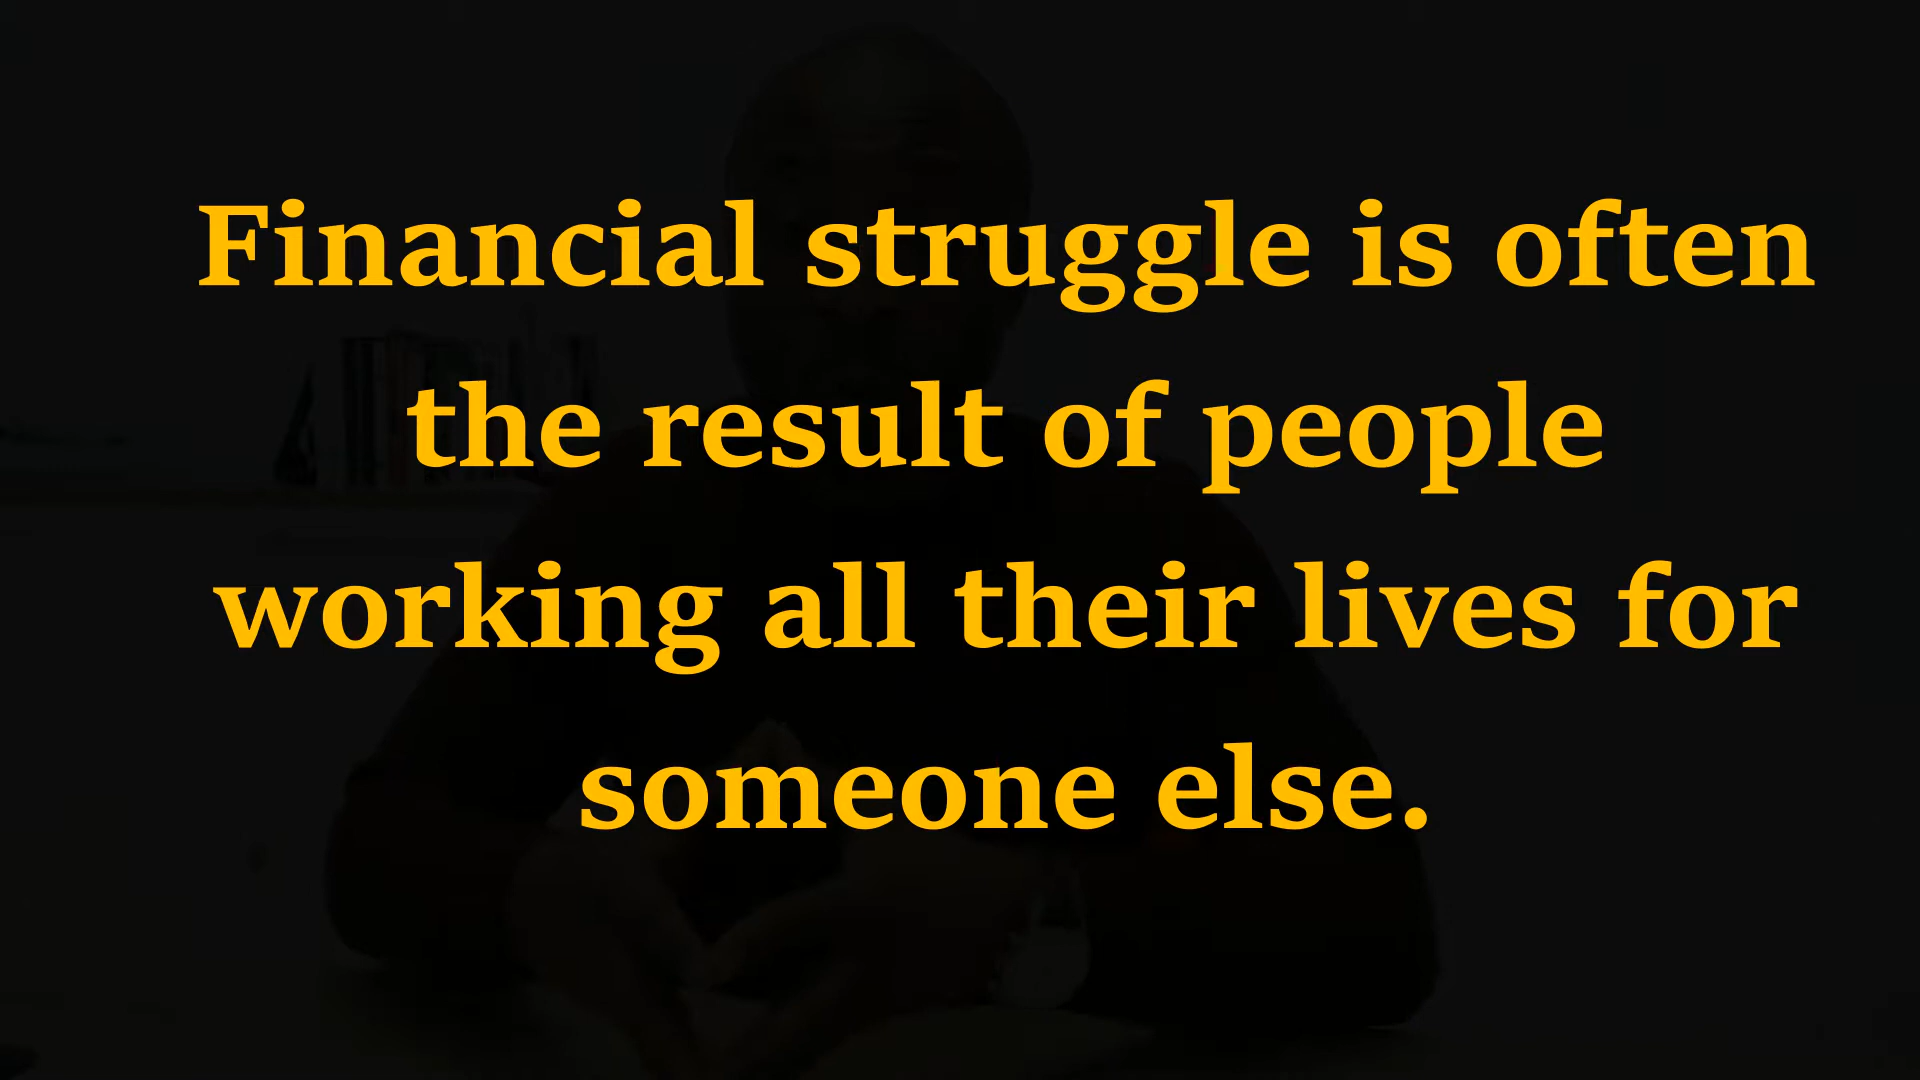 Financial struggle is often
the result of people
working all their lives for
someone else.